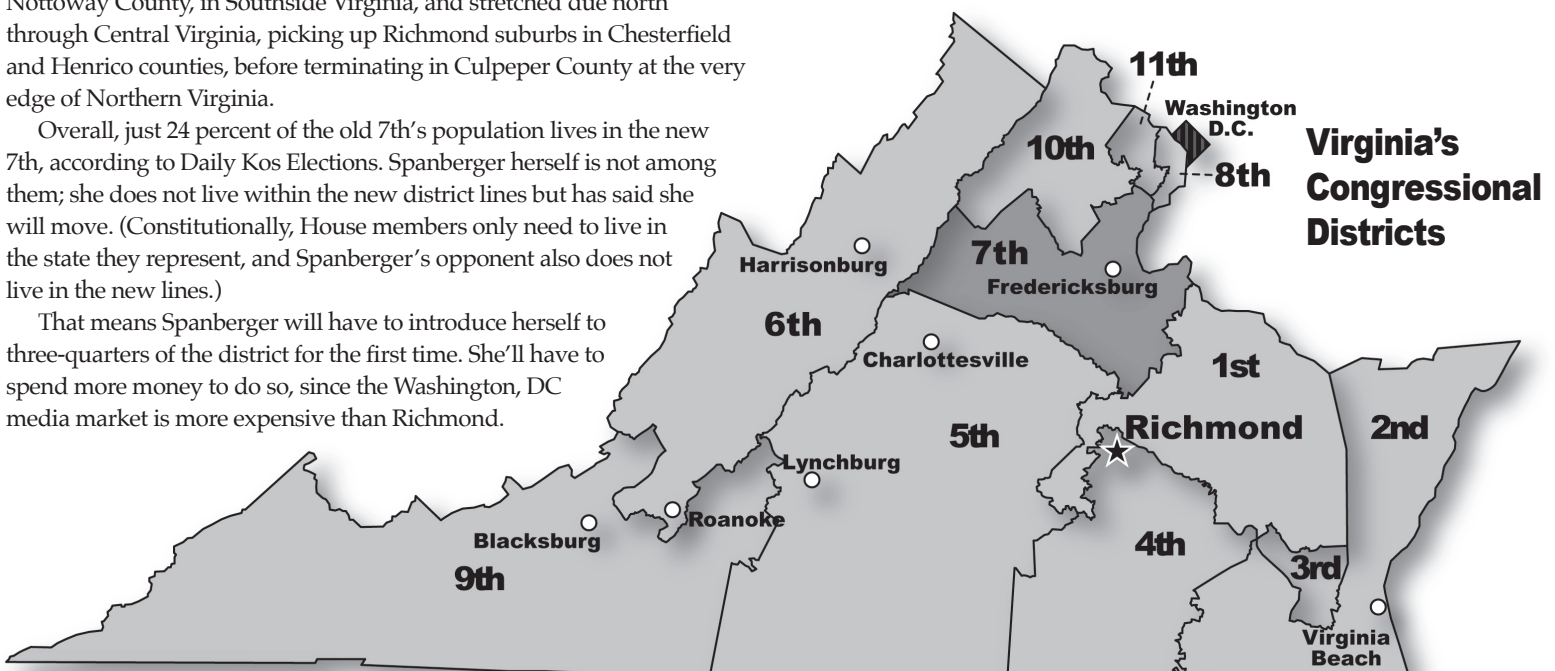 Nottoway County, in Southside Virginia, and stretched due north
through Central Virginia, picking up Richmond suburbs in Chesterfield
and Henrico counties, before terminating in Culpeper County at the very
edge of Northern Virginia.
Overall, just 24 percent of the old 7th’s population lives in the new
7th, according to Daily Kos Elections. Spanberger herself is not among
them; she does not live within the new district lines but has said she
will move. (Constitutionally, House members only need to live in
the state they represent, and Spanberger’s opponent also does not
live in the new lines.)
That means Spanberger will have to introduce herself to
three-quarters of the district for the first time. She’ll have to
spend more money to do so, since the Washington, DC
media market is more expensive than Richmond.
Virginia’s
Congressional
Districts
11th
Washington
D.C.
10th
8th
7th
Fredericksburg
Harrisonburg
6th
Charlottesville
1st
2nd
5th
Richmond
Lynchburg
Roanoke
Blacksburg
9th
4th
3rd
Virginia
Beach